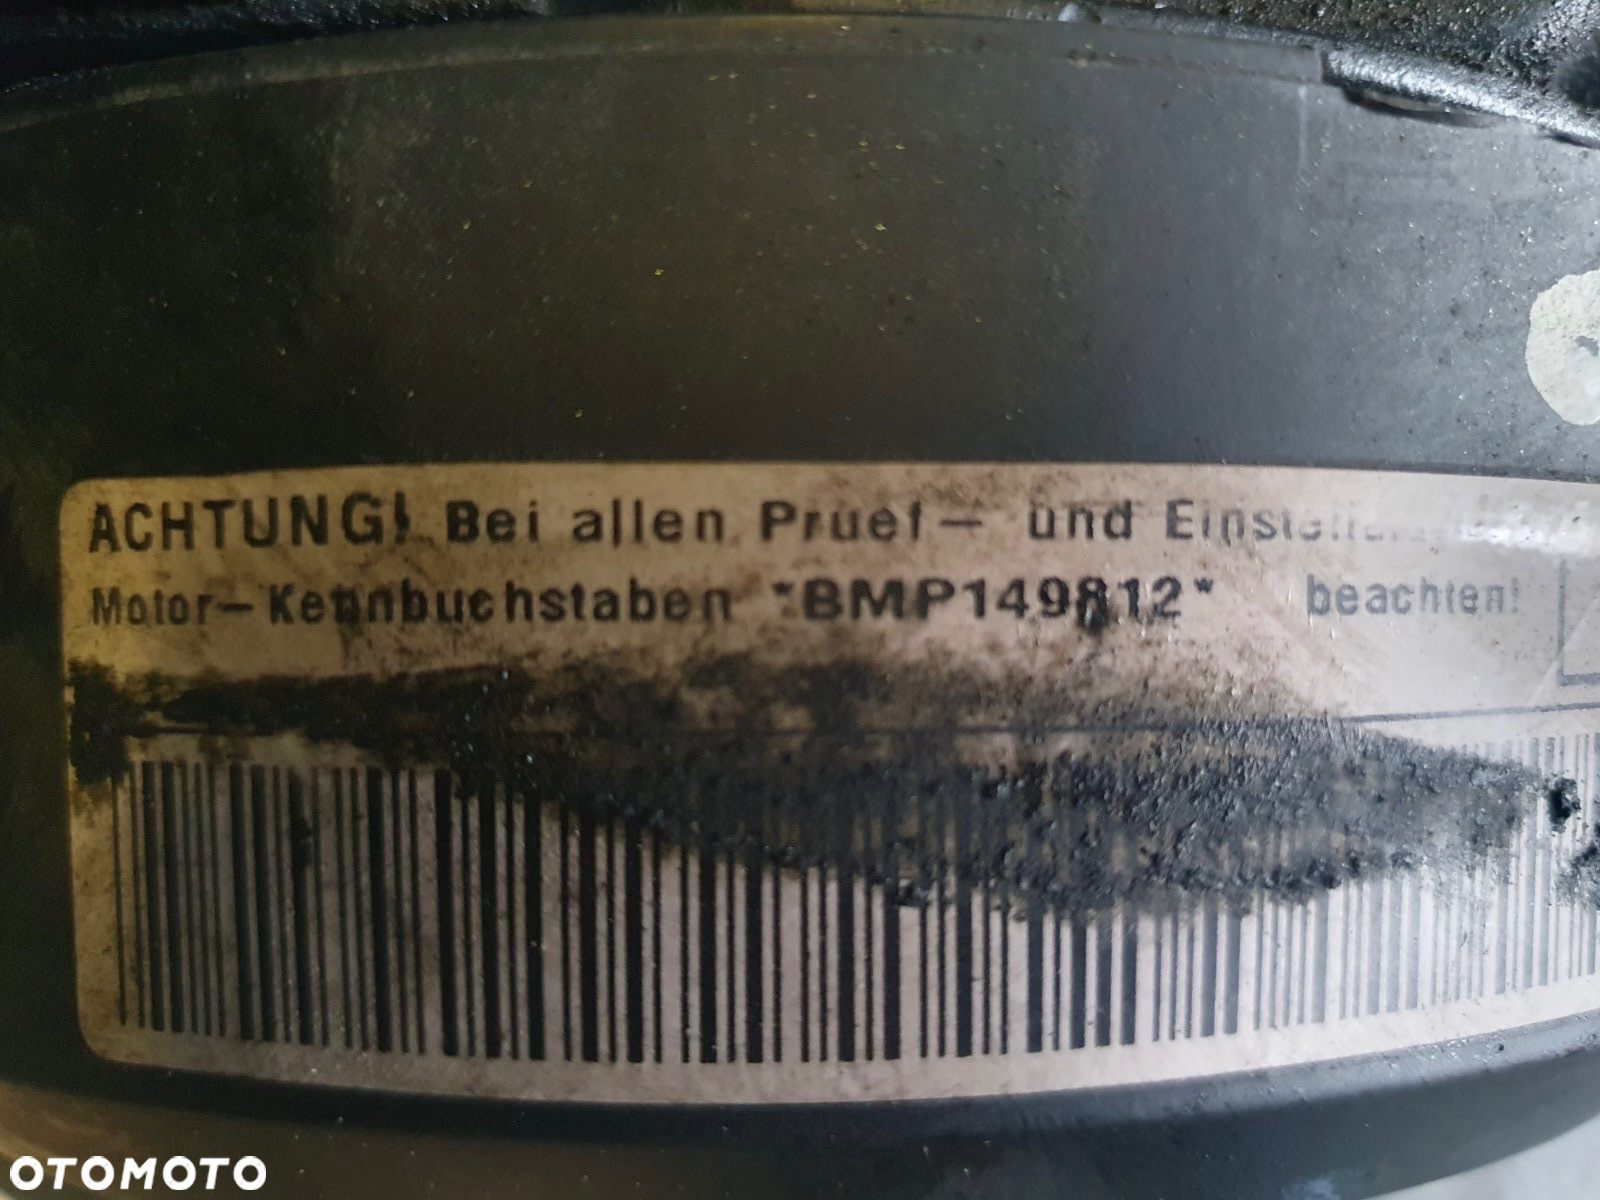 ACHTUNG! Bei allen Pruef— und
Motor—Kennbuchstaben *BMP149812* beachten!
OTOMOTO